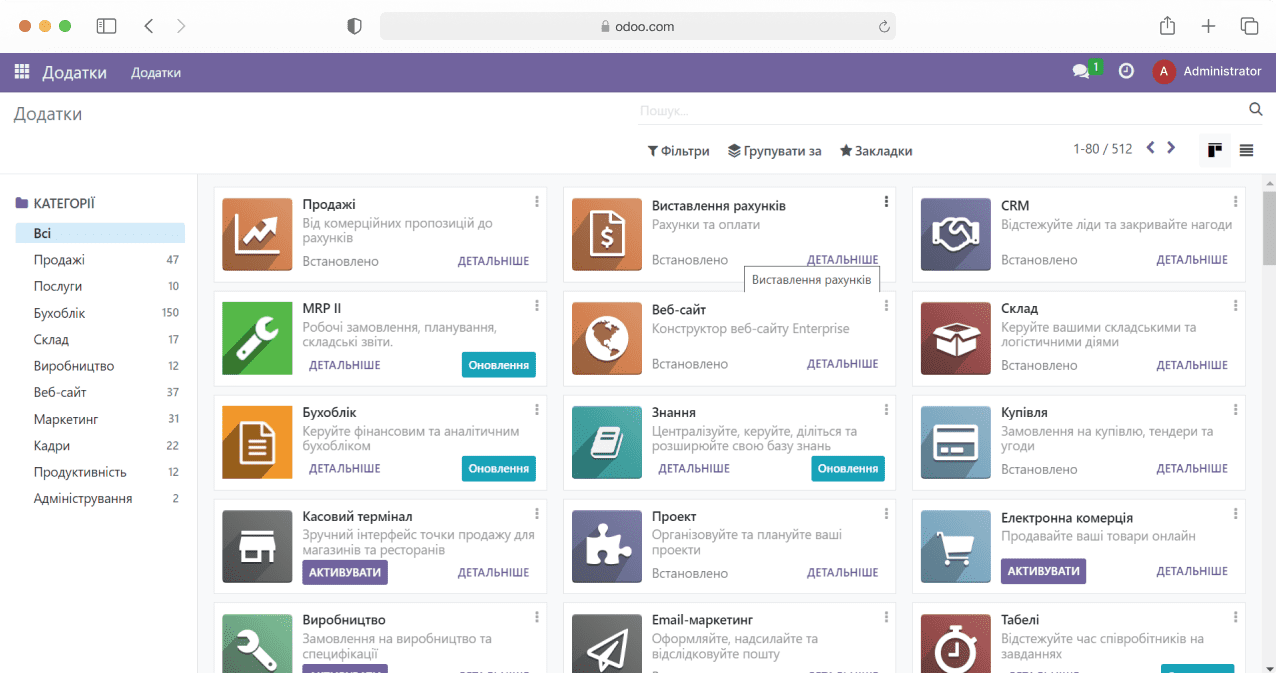 odoo.com
Додатки
Додатки
1
A
Administrator
Додатки
Пошук...
Фільтри
Групувати за
Закладки
1-80 / 512
КАТЕГОРІЇ
Всі
Продажі 47
Послуги 10
Бухоблік 150
Склад 17
Виробництво 12
Веб-сайт 37
Маркетинг 31
Кадри 22
Продуктивність 12
Адміністрування 2
Продажі
Від комерційних пропозицій до
рахунків
Встановлено
ДЕТАЛЬНІШЕ
Виставлення рахунків
Рахунки та оплати
Встановлено
ДЕТАЛЬНІШЕ
Виставлення рахунків
CRM
Відстежуйте ліди та закривайте нагоди
Встановлено
ДЕТАЛЬНІШЕ
MRP II
Робочі замовлення, планування,
складські звіти.
ДЕТАЛЬНІШЕ
Оновлення
Веб-сайт
Конструктор веб-сайту Enterprise
Встановлено
ДЕТАЛЬНІШЕ
Склад
Керуйте вашими складськими та
логістичними діями
Встановлено
ДЕТАЛЬНІШЕ
Бухоблік
Керуйте фінансовим та аналітичним
бухобліком
ДЕТАЛЬНІШЕ
Оновлення
Знання
Централізуйте, керуйте, діліться та
розширюйте свою базу знань
ДЕТАЛЬНІШЕ
Оновлення
Купівля
Замовлення на купівлю, тендери та
угоди
Встановлено
ДЕТАЛЬНІШЕ
Касовий термінал
Зручний інтерфейс точки продажу для
магазинів та ресторанів
АКТИВУВАТИ
ДЕТАЛЬНІШЕ
Проект
Організовуйте та плануйте ваші
проекти
Встановлено
ДЕТАЛЬНІШЕ
Електронна комерція
Продавайте ваші товари онлайн
АКТИВУВАТИ
ДЕТАЛЬНІШЕ
Виробництво
Замовлення на виробництво та
специфікації
Email-маркетинг
Оформляйте, надсилайте та
відслідковуйте пошту
Табелі
Відстежуйте час співробітників на
завданнях